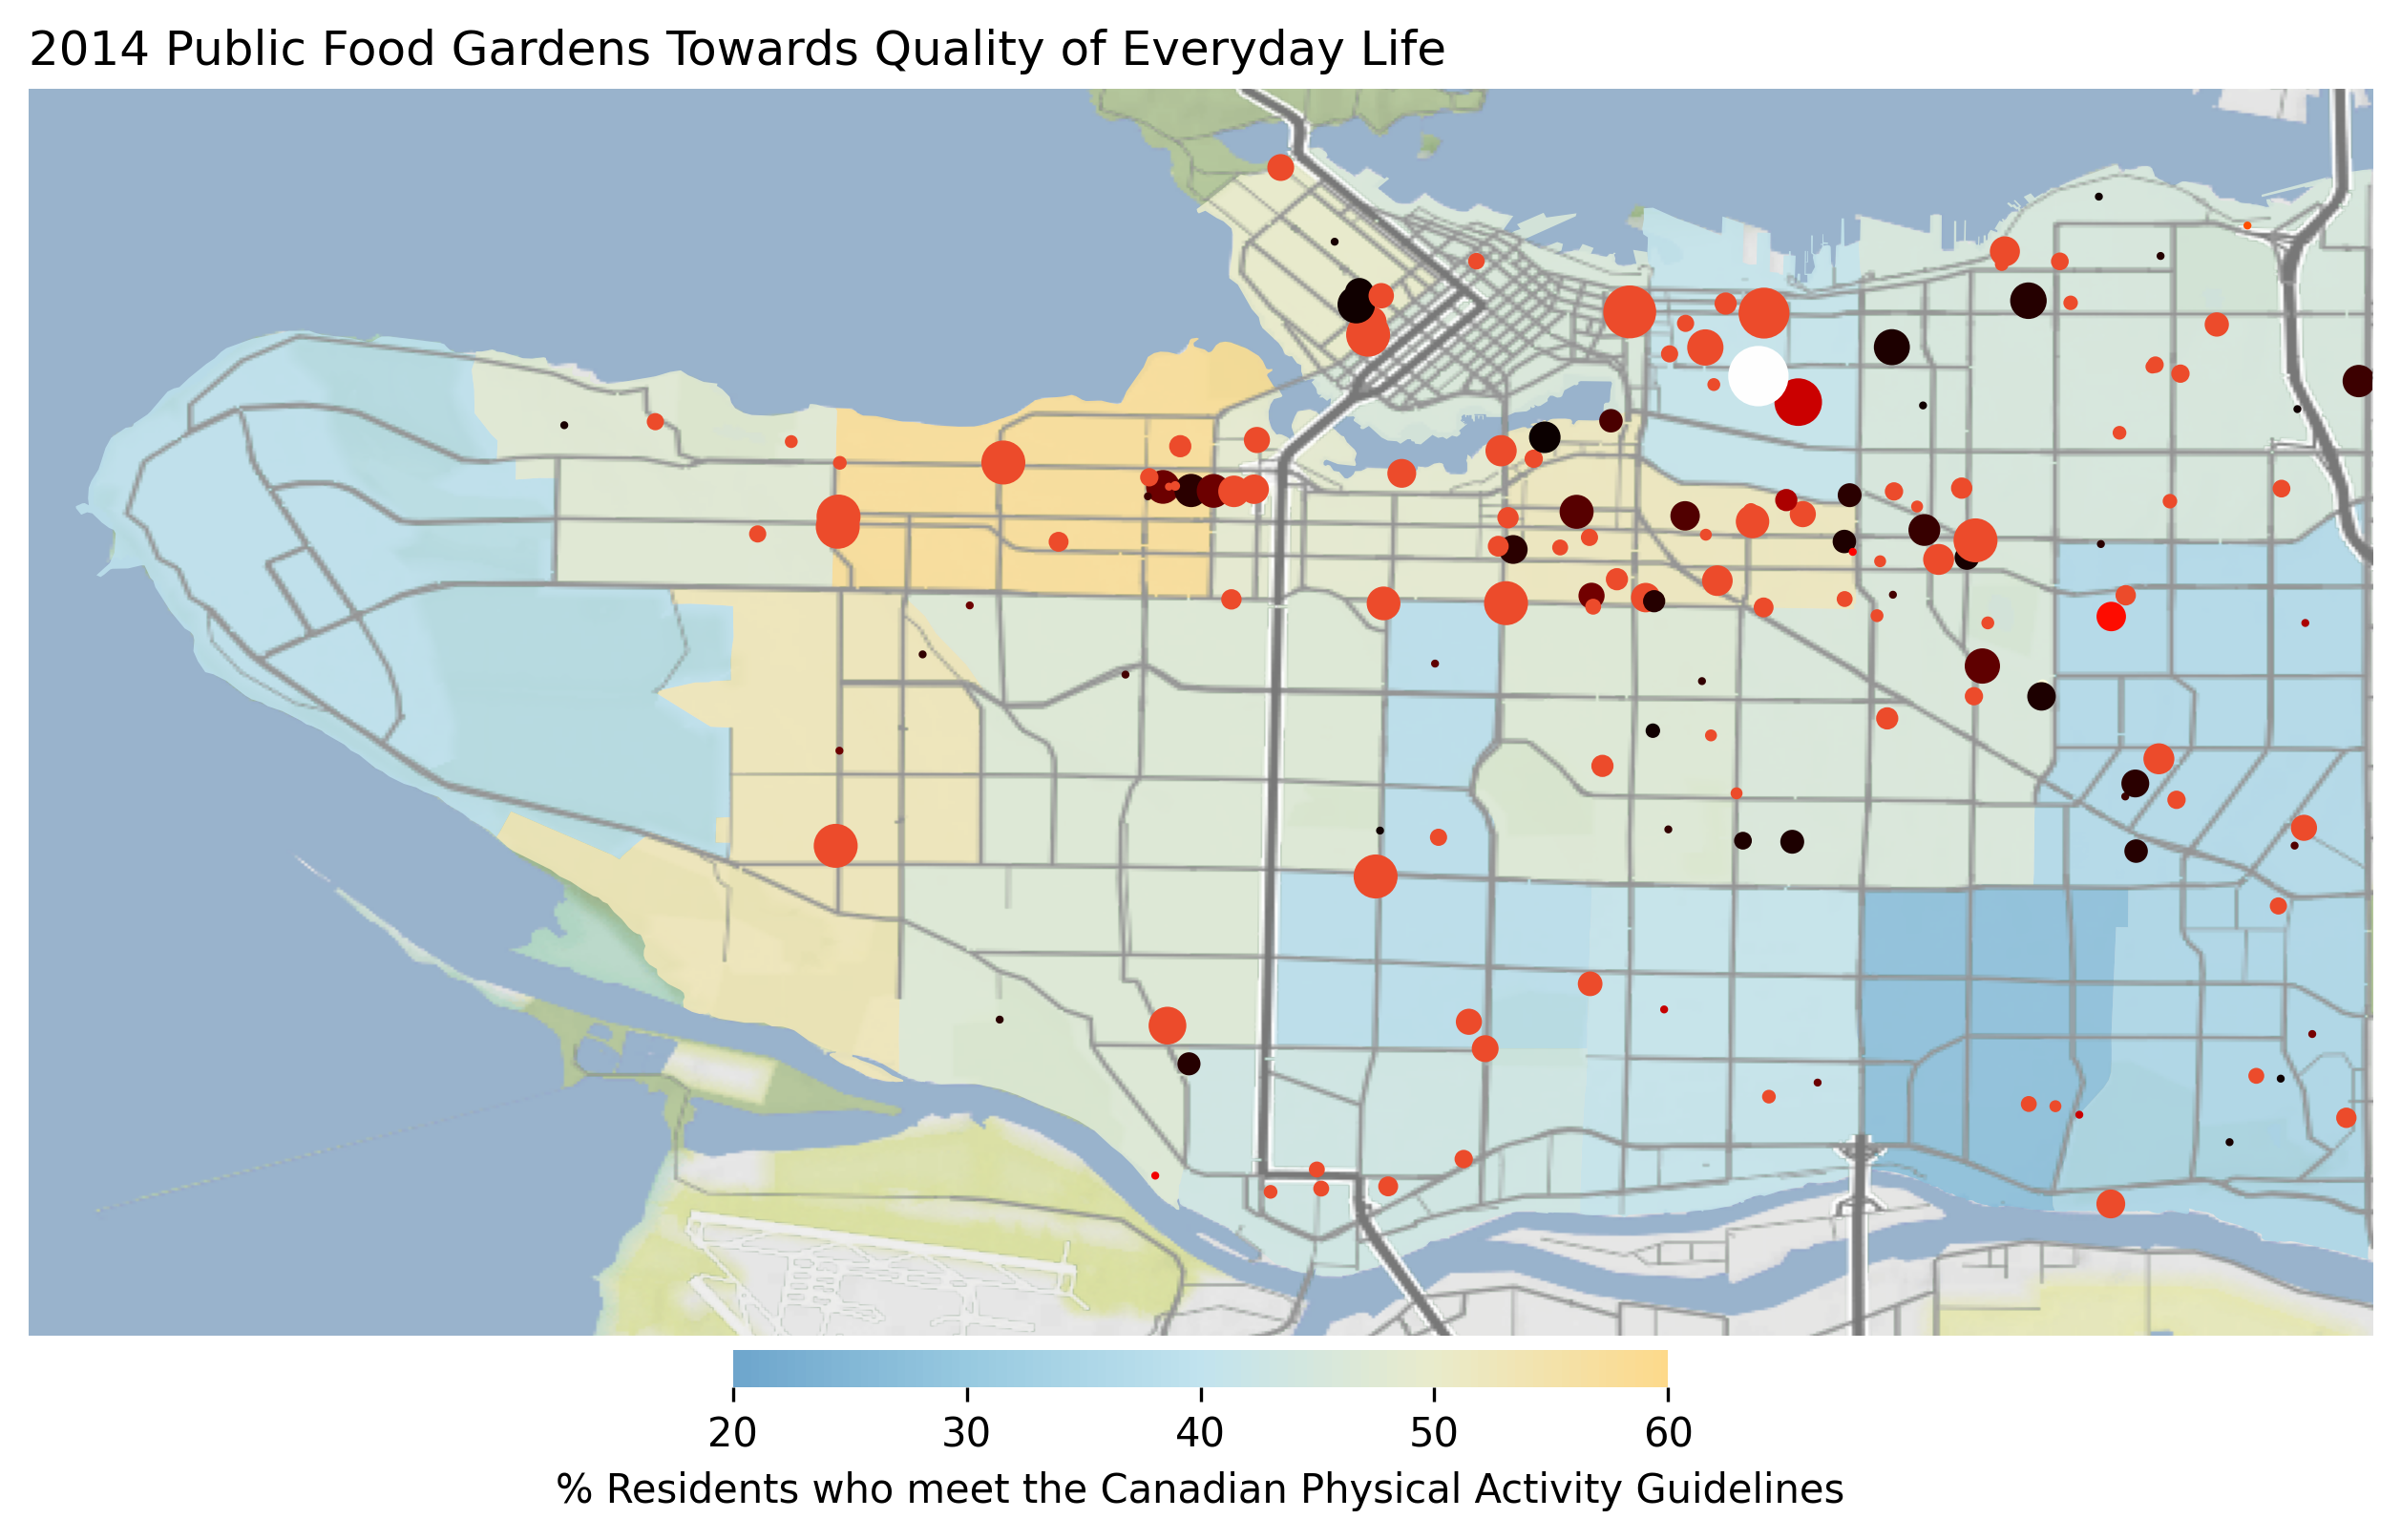 2014 Public Food Gardens Towards Quality of Everyday Life
20 30 40 50 60
% Residents who meet the Canadian Physical Activity Guidelines